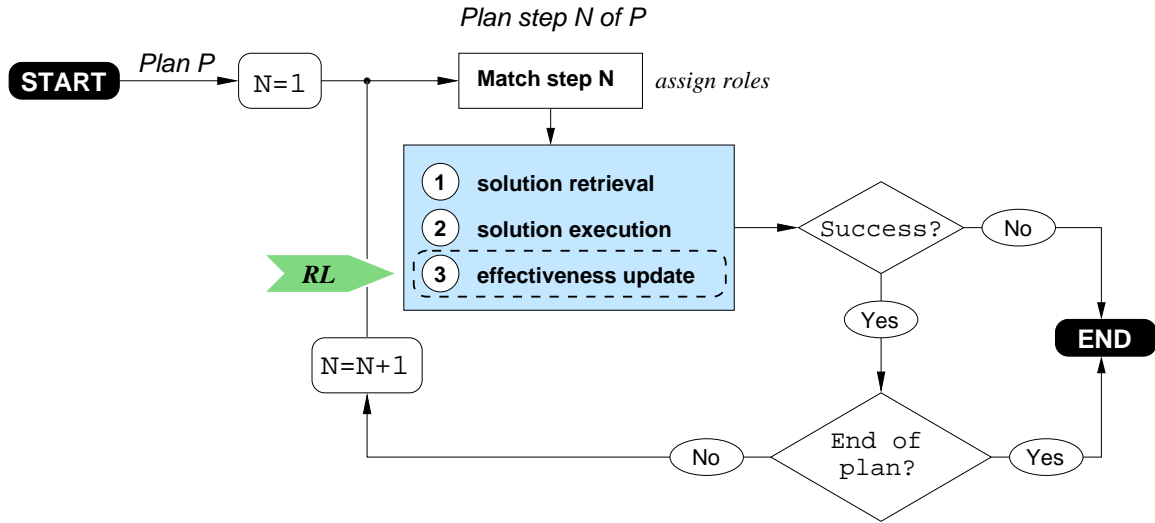 Plan step N of P
START
Plan P
N=1
Match step N
assign roles
1 solution retrieval
2 solution execution
3 effectiveness update
RL
Success?
No
Yes
END
N=N+1
End of
plan?
No
Yes